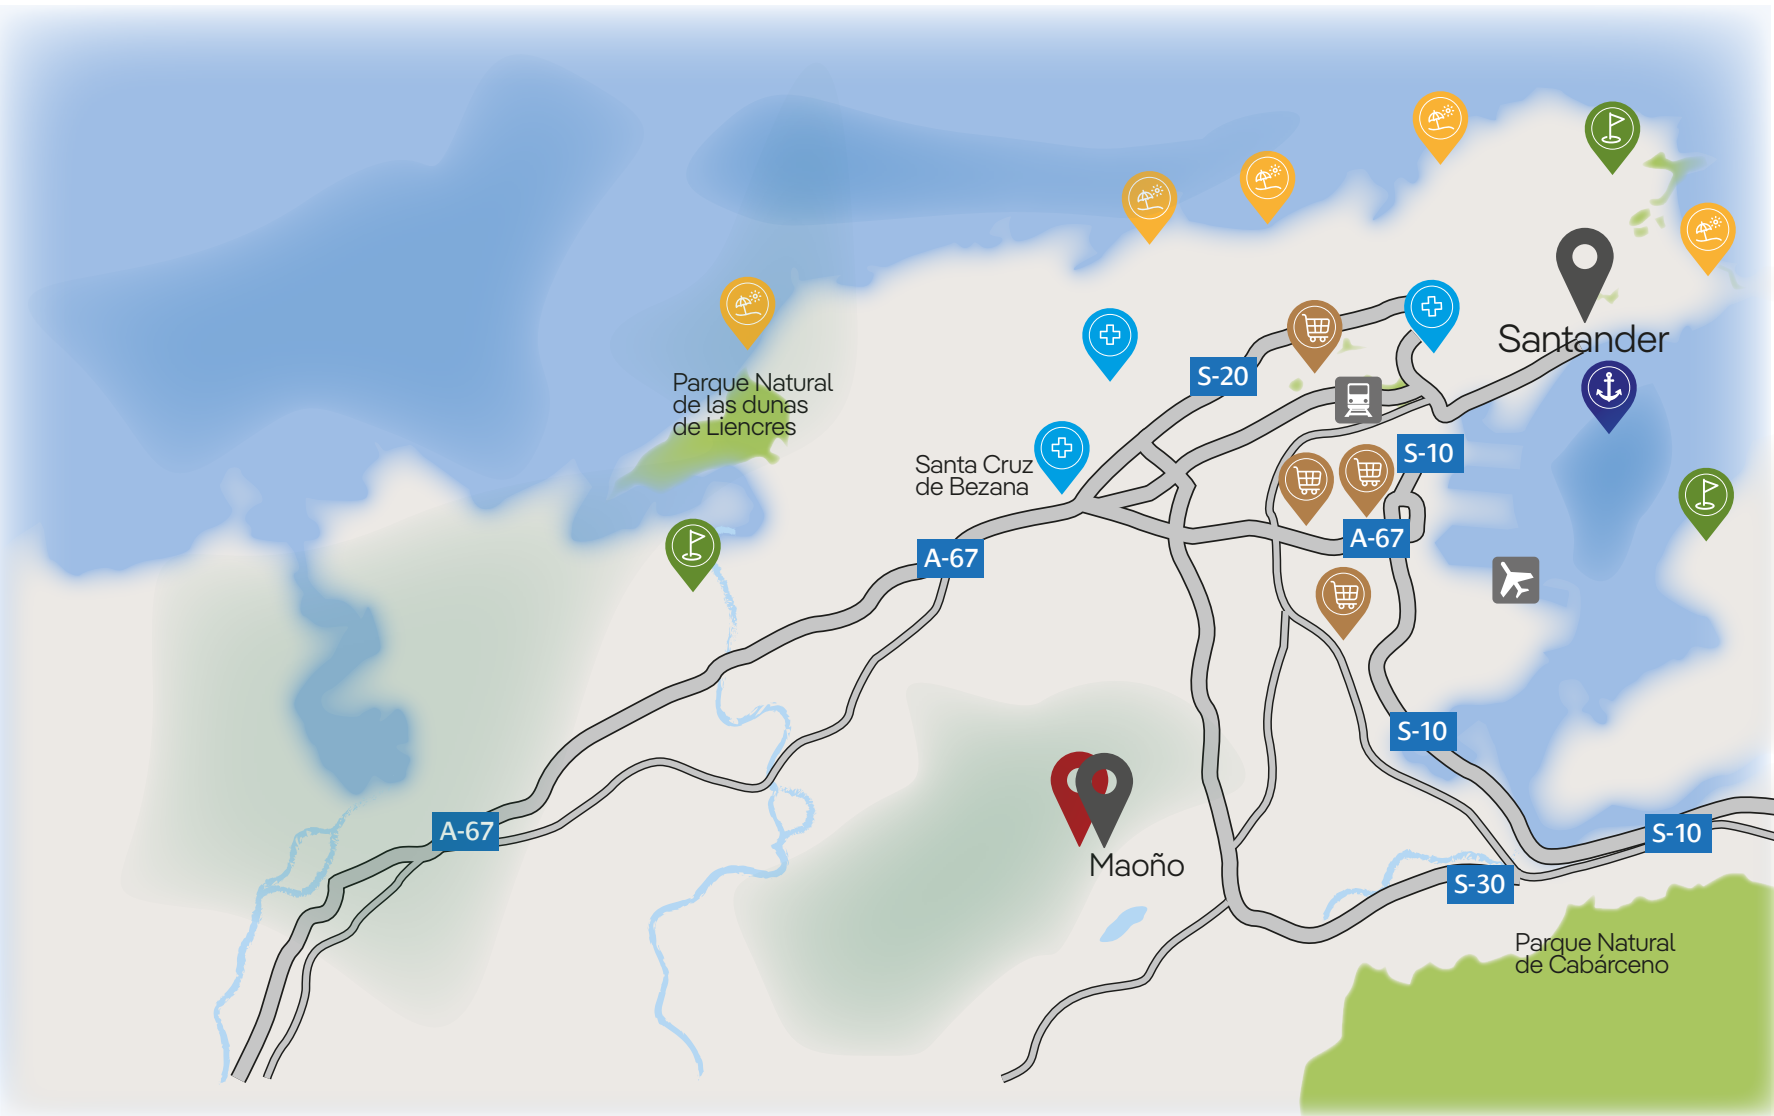 Santander
Parque Natural
de las dunas
de Liencres
S-20
Santa Cruz
de Bezana
S-10
A-67
A-67
S-10
A-67
S-10
Maoño
S-30
Parque Natural
de Cabárceno